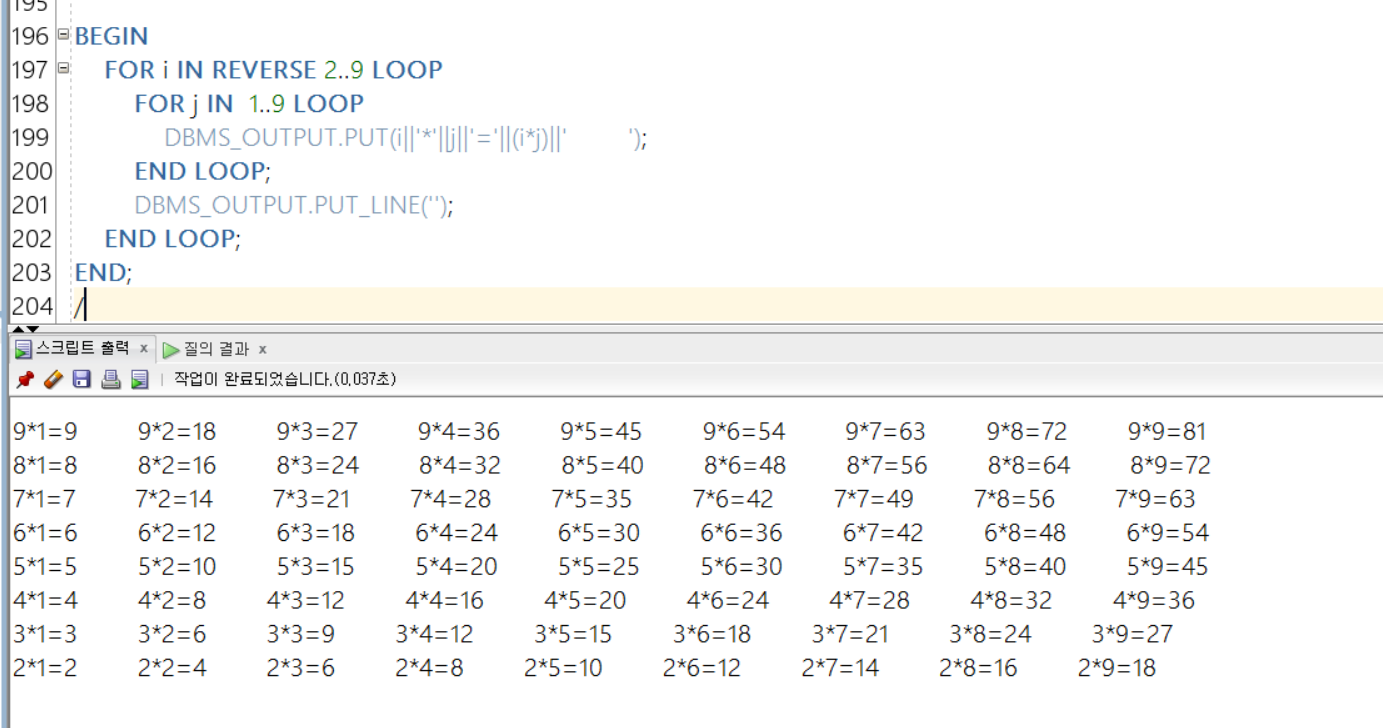 195
196 BEGIN
197     FOR i IN REVERSE 2..9 LOOP
198         FOR j IN  1..9 LOOP
199             DBMS_OUTPUT.PUT(i||'*'||j||'='||(i*j)||'        ');
200         END LOOP;
201         DBMS_OUTPUT.PUT_LINE('');
202     END LOOP;
203 END;
204 /
스크립트 출력 x 질의 결과 x
작업이 완료되었습니다.(0.037초)
9*1=9 9*2=18 9*3=27 9*4=36 9*5=45 9*6=54 9*7=63 9*8=72 9*9=81
8*1=8 8*2=16 8*3=24 8*4=32 8*5=40 8*6=48 8*7=56 8*8=64 8*9=72
7*1=7 7*2=14 7*3=21 7*4=28 7*5=35 7*6=42 7*7=49 7*8=56 7*9=63
6*1=6 6*2=12 6*3=18 6*4=24 6*5=30 6*6=36 6*7=42 6*8=48 6*9=54
5*1=5 5*2=10 5*3=15 5*4=20 5*5=25 5*6=30 5*7=35 5*8=40 5*9=45
4*1=4 4*2=8 4*3=12 4*4=16 4*5=20 4*6=24 4*7=28 4*8=32 4*9=36
3*1=3 3*2=6 3*3=9 3*4=12 3*5=15 3*6=18 3*7=21 3*8=24 3*9=27
2*1=2 2*2=4 2*3=6 2*4=8 2*5=10 2*6=12 2*7=14 2*8=16 2*9=18